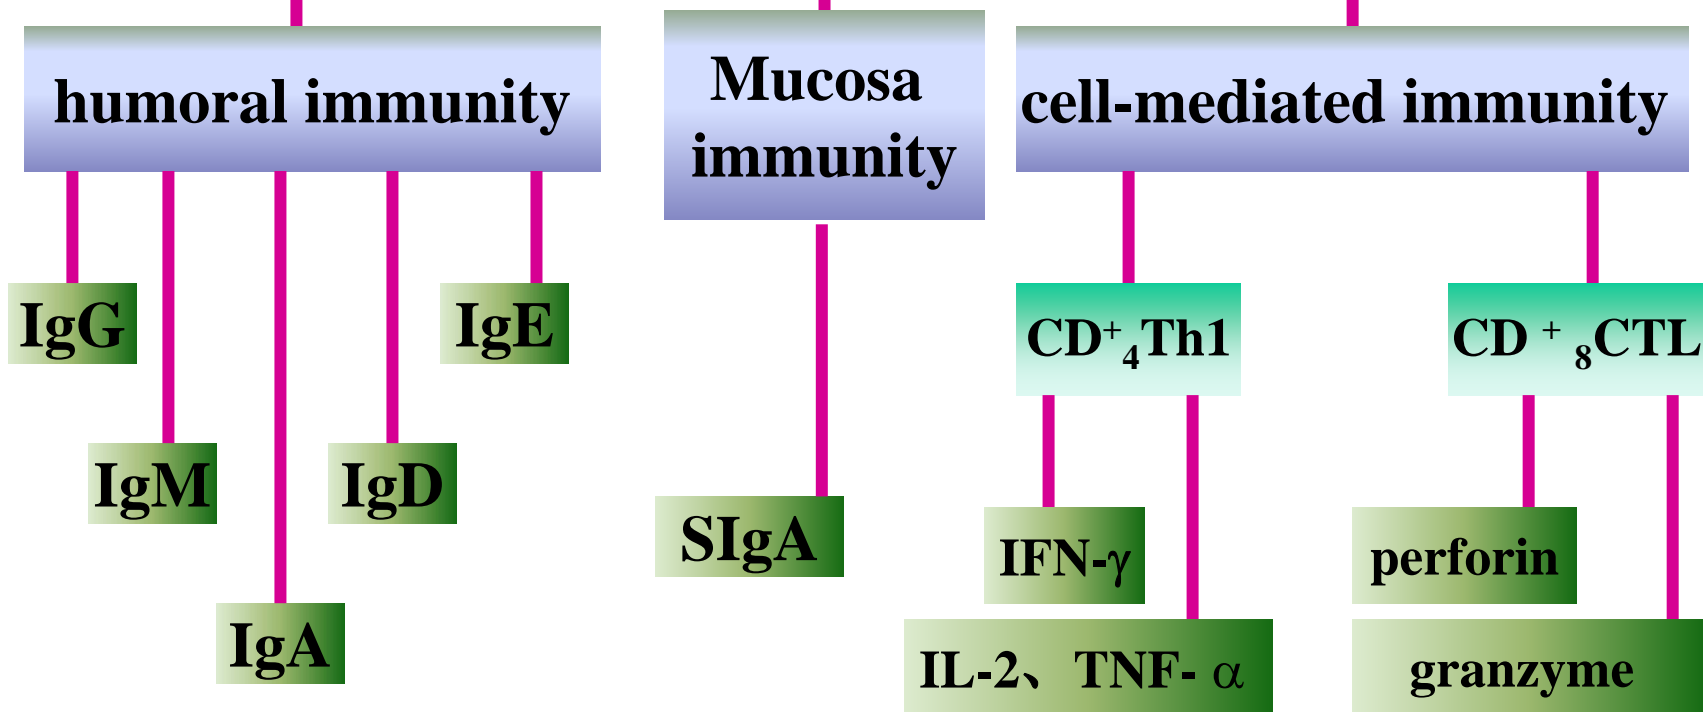 humoral immunity
Mucosa
immunity
cell-mediated immunity
IgG
IgE
CD⁺₄Th1
CD ⁺ ₈CTL
IgM
IgD
SIgA
IFN-γ
perforin
IgA
IL-2、TNF- α
granzyme